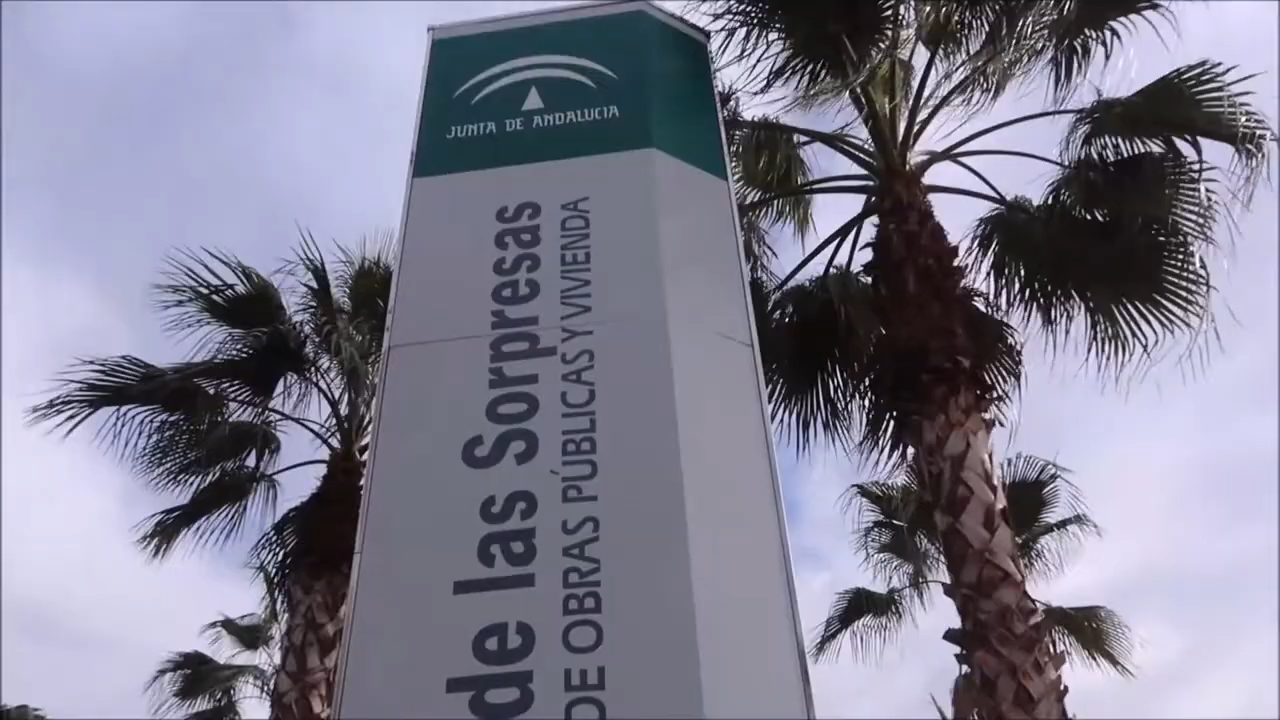 JUNTA DE ANDALUCIA
de las Sorpresas
DE OBRAS PÚBLICAS Y VIVIENDA